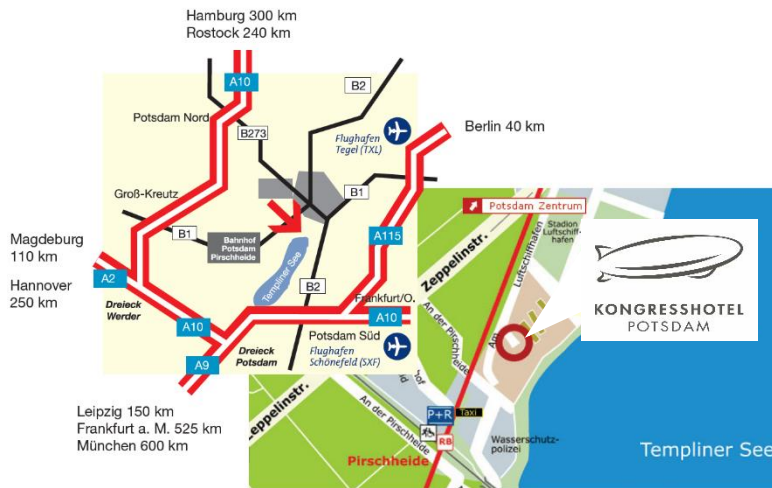 Hamburg 300 km
Rostock 240 km
A10
B2
Potsdam Nord
B273
Flughafen
Tegel (TXL)
Berlin 40 km
Groß-Kreutz
B1
B1
Bahnhof
Potsdam
Pirschheide
A115
Magdeburg
110 km
Hannover
250 km
A2
Dreieck
Werder
A10
Templiner See
B2
Frankfurt/O.
A10
Potsdam Süd
Dreieck
Potsdam
Flughafen
Schönefeld (SXF)
A9
Leipzig 150 km
Frankfurt a. M. 525 km
München 600 km
Potsdam Zentrum
Stadion
Luftschiff-
hafen
Zeppelinstr.
Luftschiffhafen
Am
KONGRESSHOTEL
POTSDAM
An der Pirschheide
Zeppelinstr.
An der Pirschheide
P+R
Taxi
RB
Pirschheide
Wasserschutz-
polizei
Templiner See